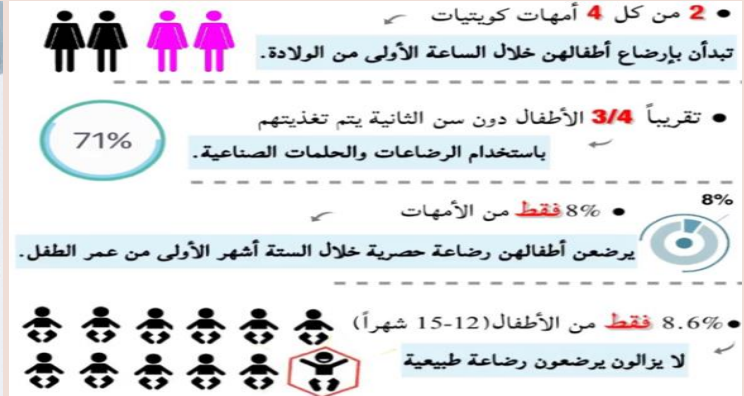 • 2 من كل 4 أمهات كويتيات
تبدأن بإرضاع أطفالهن خلال الساعة الأولى من الولادة.
• تقريباً 3/4 الأطفال دون سن الثانية يتم تغذيتهم
باستخدام الرضاعات والحلمات الصناعية.
71%
• 8% فقط من الأمهات
8%
يرضعن أطفالهن رضاعة حصرية خلال الستة أشهر الأولى من عمر الطفل.
• 8.6% فقط من الأطفال(12-15 شهراً)
لا يزالون يرضعون رضاعة طبيعية